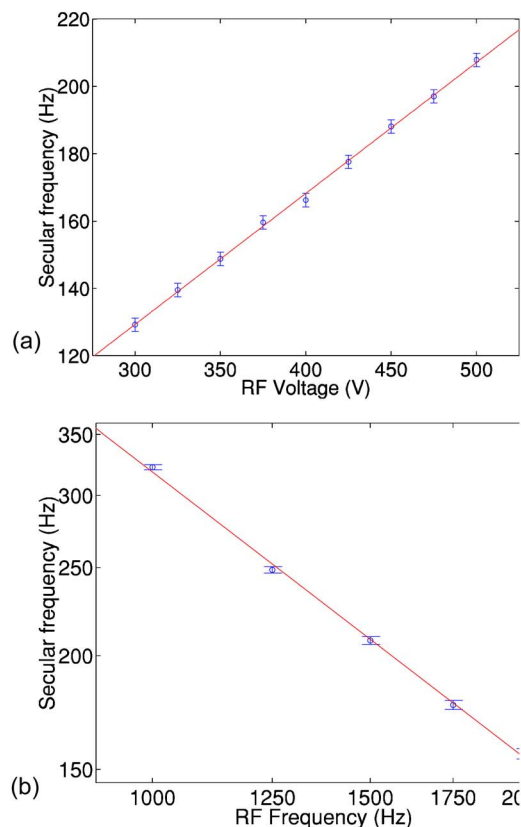 220
200
180
160
140
120
Secular frequency (Hz)
300 350 400 450 500
RF Voltage (V)
(a)
350
300
250
200
150
Secular frequency (Hz)
1000 1250 1500 1750 20
RF Frequency (Hz)
(b)